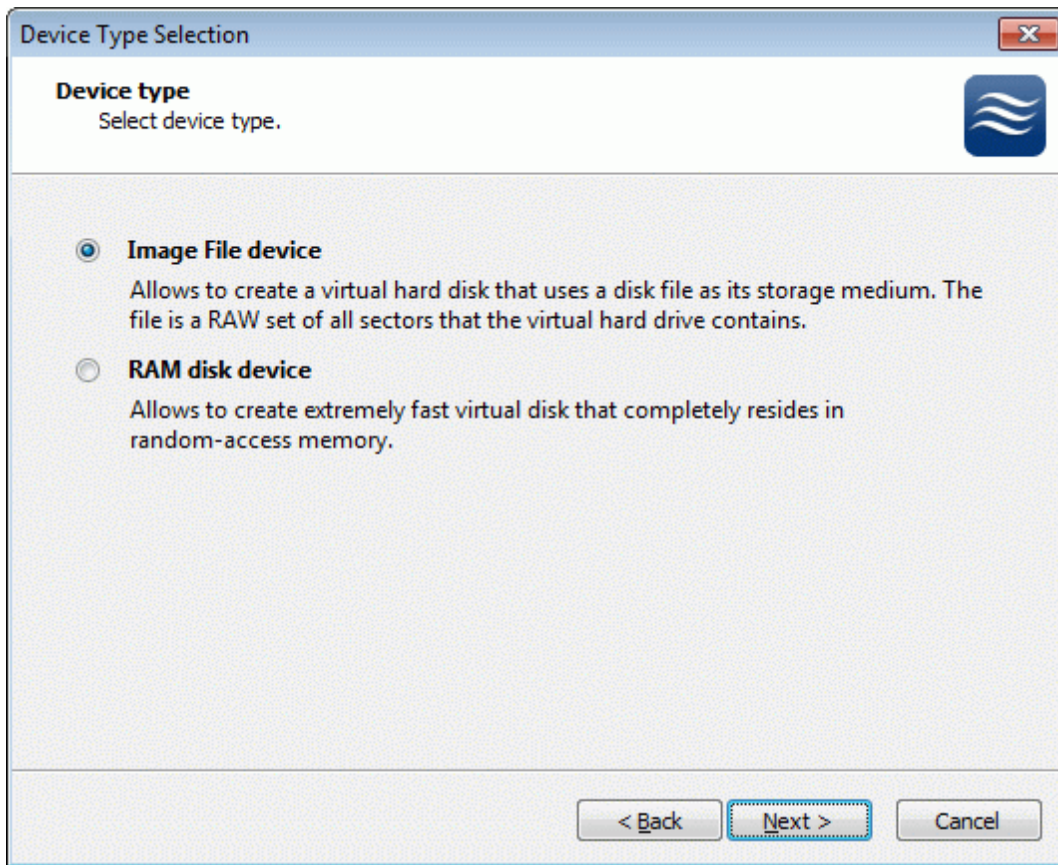 Device Type Selection
Device type
Select device type.
Image File device
Allows to create a virtual hard disk that uses a disk file as its storage medium. The
file is a RAW set of all sectors that the virtual hard drive contains.
RAM disk device
Allows to create extremely fast virtual disk that completely resides in
random-access memory.
< Back
Next >
Cancel